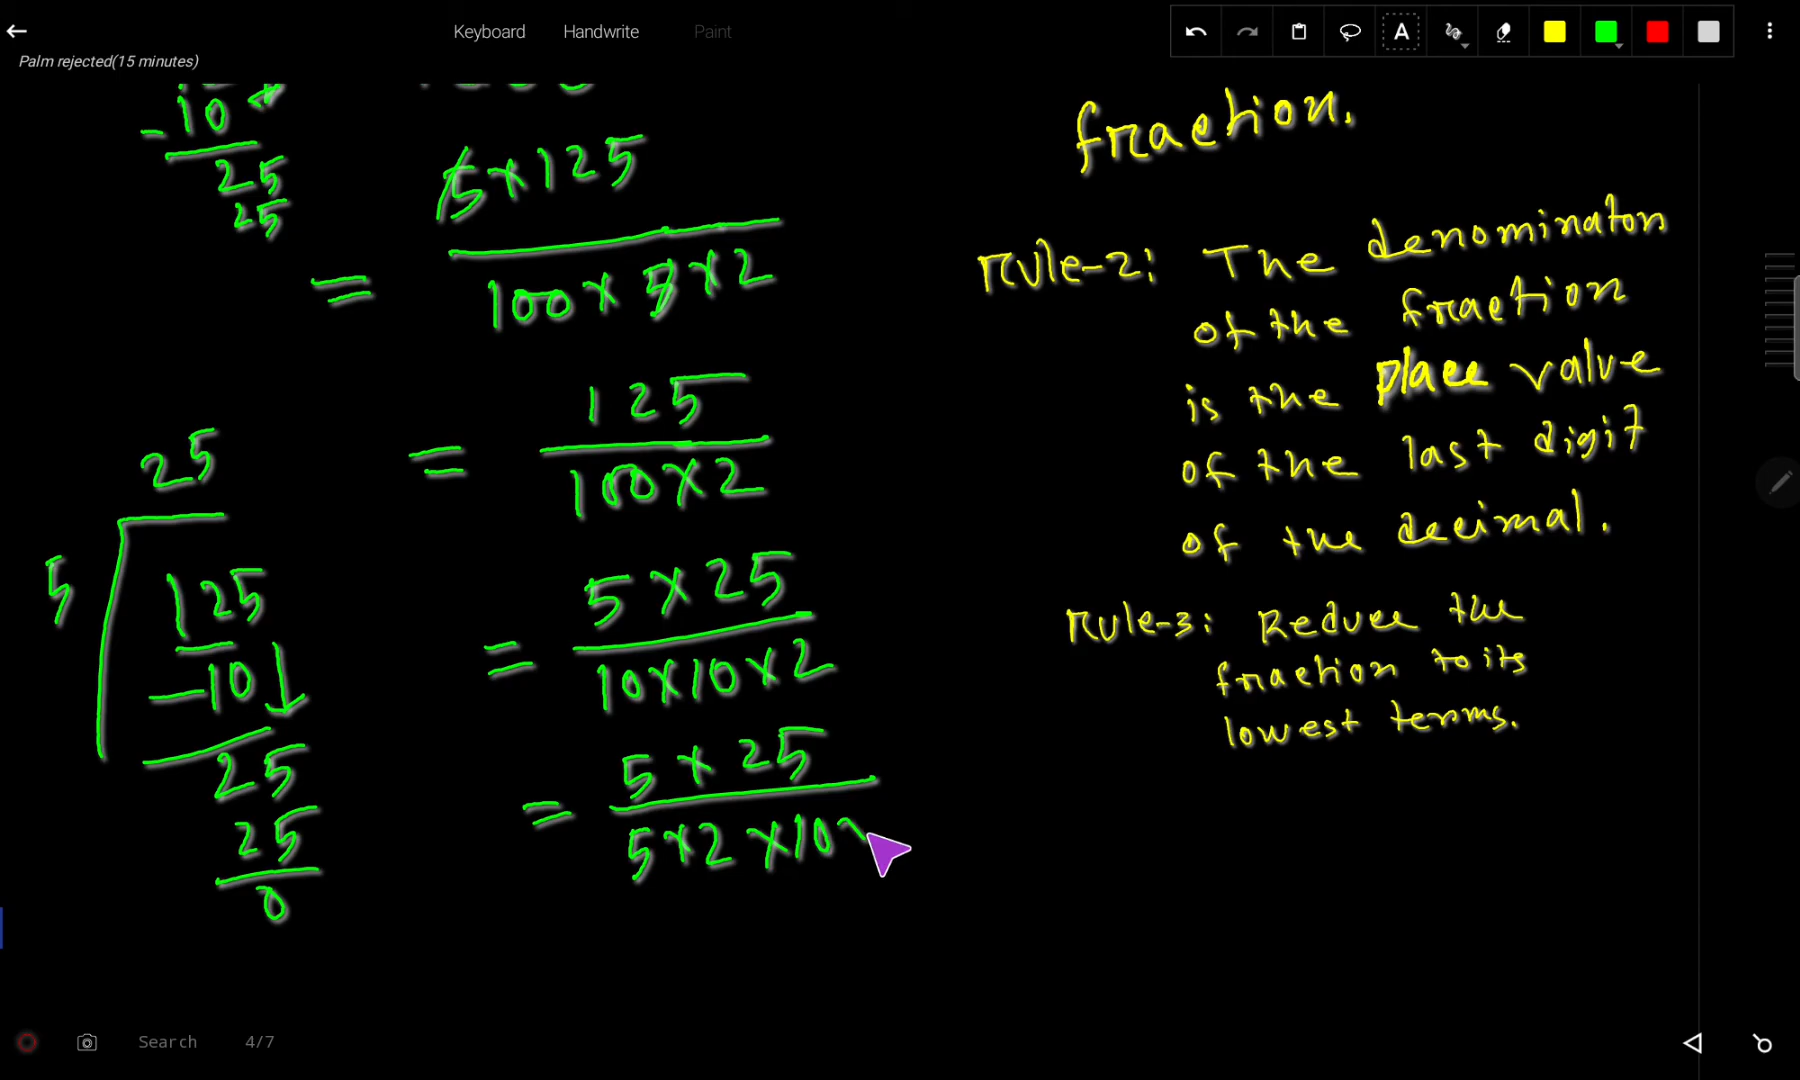 Keyboard Handwrite Paint
Palm rejected(15 minutes)
-10
25
25
5×125
= 100×5×2
= 125
100×2
25
5 125
-10
25
25
0
= 5×25
10×10×2
= 5×25
5×2×10×
fraction.
Rule-2: The denominator
of the fraction
is the place value
of the last digit
of the decimal.
Rule-3: Reduce the
fraction to its
lowest terms.
A
Search 4/7